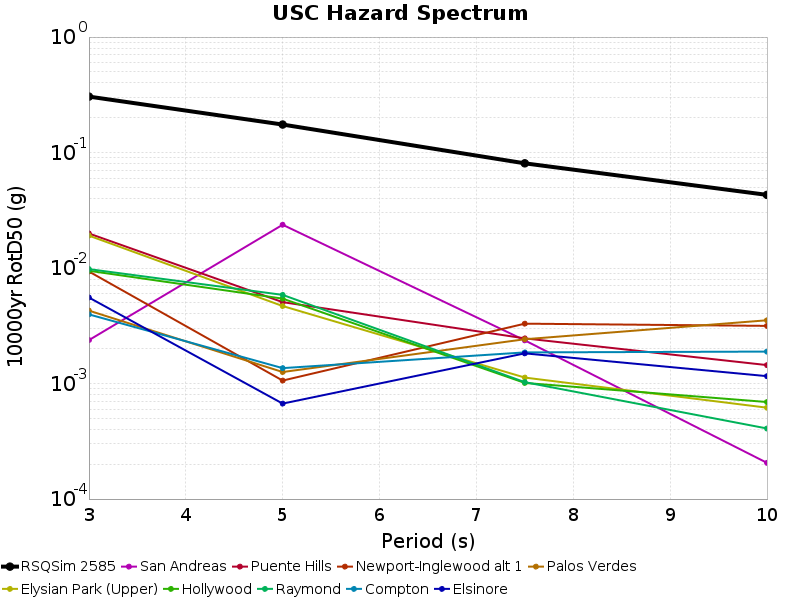 USC Hazard Spectrum
10000yr RotD50 (g)
10^0
10^-1
10^-2
10^-3
10^-4
3 4 5 6 7 8 9 10
Period (s)
RSQSim 2585 San Andreas Puente Hills Newport-Inglewood alt 1 Palos Verdes
Elysian Park (Upper) Hollywood Raymond Compton Elsinore